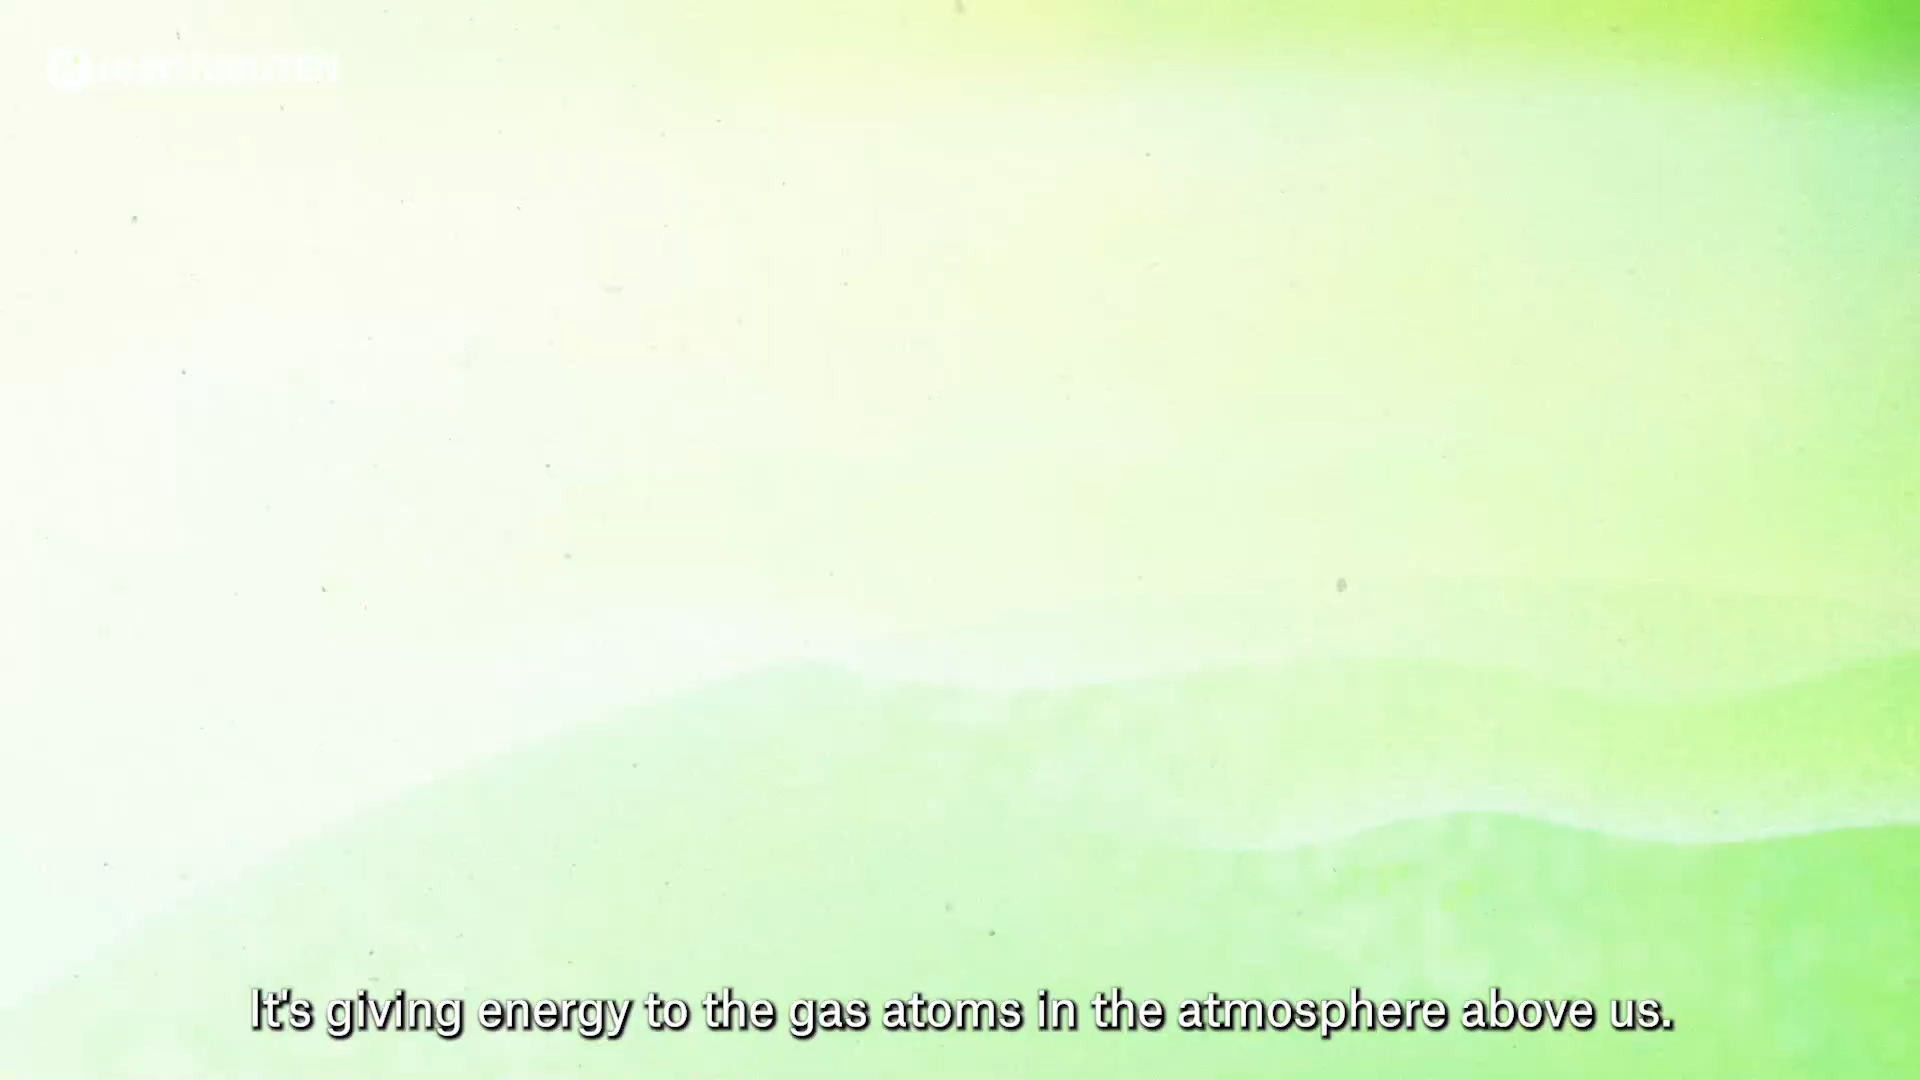 It's giving energy to the gas atoms in the atmosphere above us.